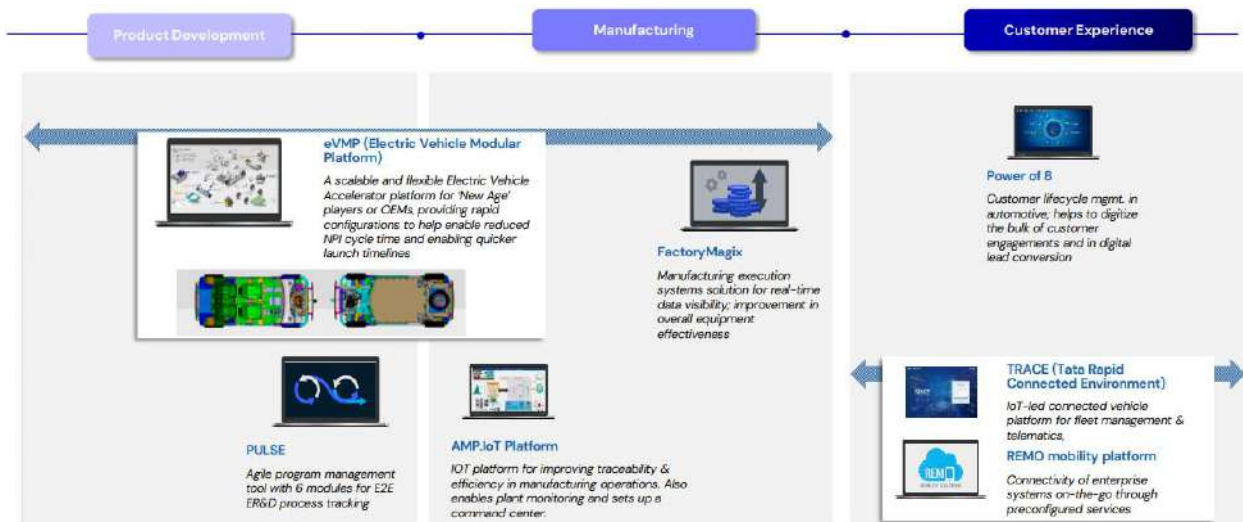 Product Development
Manufacturing
Customer Experience
eVMP (Electric Vehicle Modular
Platform)
A scalable and flexible Electric Vehicle
Accelerator platform for 'New Age'
players or OEMs, providing rapid
configurations to help enable reduced
NPI cycle time and enabling quicker
launch timelines
FactoryMagix
Manufacturing execution
systems solution for real-time
data visibility; improvement in
overall equipment
effectiveness
Power of 8
Customer lifecycle mgmt. in
automotive; helps to digitize
the bulk of customer
engagements and in digital
lead conversion
PULSE
Agile program management
tool with 6 modules for E2E
ER&D process tracking
AMP.IoT Platform
IOT platform for improving traceability &
efficiency in manufacturing operations. Also
enables plant monitoring and sets up a
command center.
TRACE (Tata Rapid
Connected Environment)
IoT-led connected vehicle
platform for fleet management &
telematics,
REMO mobility platform
Connectivity of enterprise
systems on-the-go through
preconfigured services